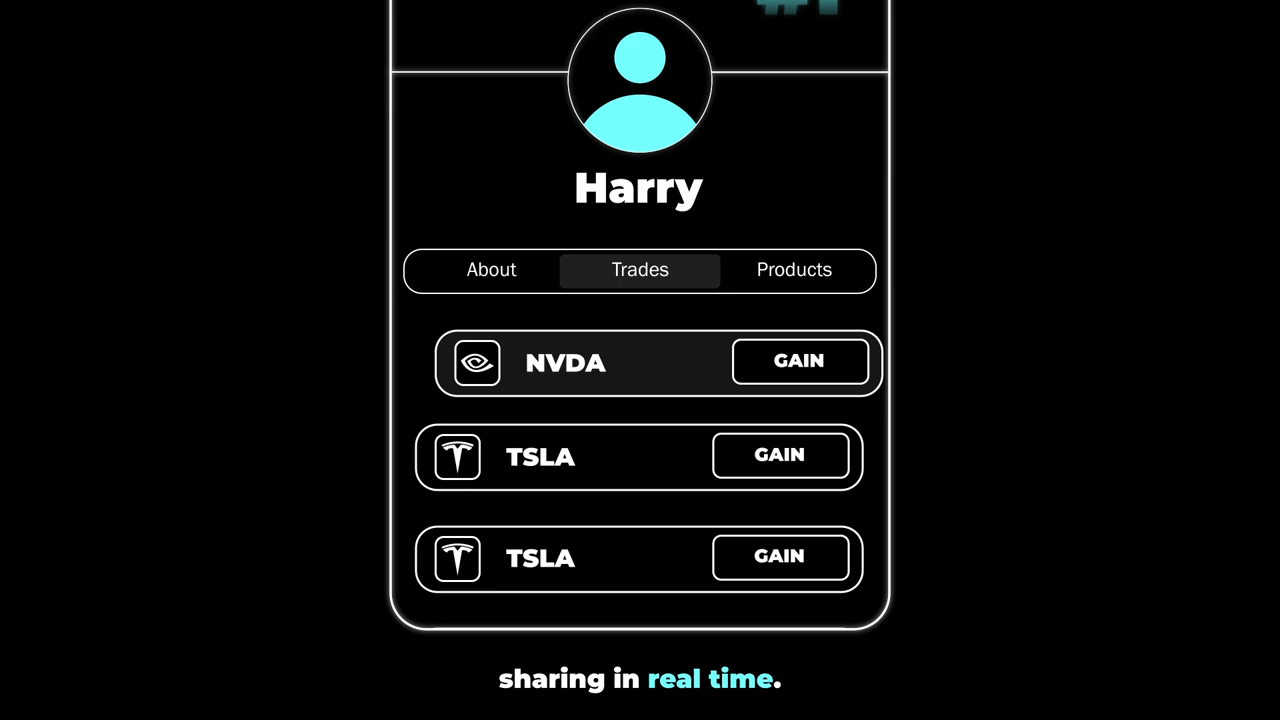 Harry
About Trades Products
NVDA GAIN
TSLA GAIN
TSLA GAIN
sharing in real time.